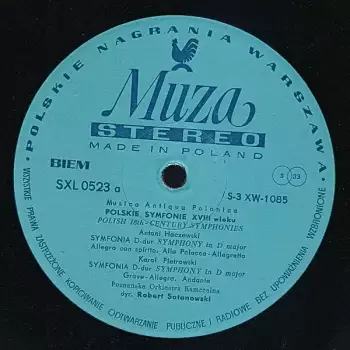 • POLSKIE NAGRANIA WARSZAWA •
Muza
STEREO
MADE IN POLAND
BIEM
SXL 0523 a
S-3 XW-1085
S 33
Musica Antiqua Polonica
POLSKIE SYMFONIE XVIII wieku
POLISH 18th-CENTURY SYMPHONIES
Antoni Haczewski
SYMFONIA D-dur SYMPHONY in D major
Allegro con spirito. Alla Polacca-Allegretto
Karol Pietrowski
SYMFONIA D-dur SYMPHONY in D major
Grave-Allegro. Andante
Poznańska Orkiestra Kameralna
dyr. Robert Satanowski
WSZYSTKIE PRAWA ZASTRZEŻONE. KOPIOWANIE ODTWARZANIE PUBLICZNE I RADIOWE BEZ UPOWAŻNIENIA WZBRONIONE